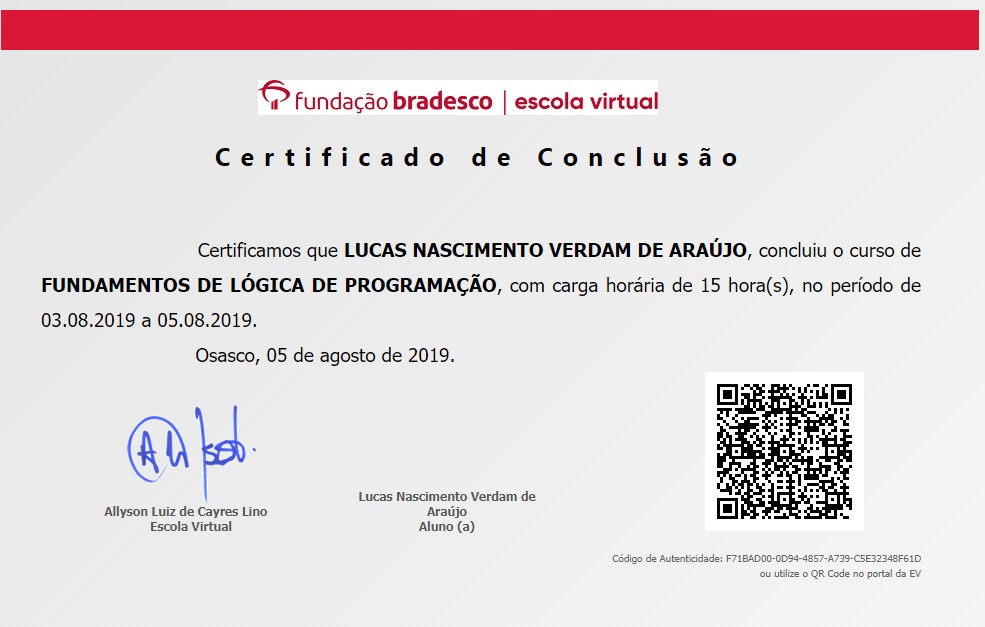 fundação bradesco | escola virtual
Certificado de Conclusão
Certificamos que LUCAS NASCIMENTO VERDAM DE ARAÚJO, concluiu o curso de
FUNDAMENTOS DE LÓGICA DE PROGRAMAÇÃO, com carga horária de 15 hora(s), no período de
03.08.2019 a 05.08.2019.
Osasco, 05 de agosto de 2019.
Allyson Luiz de Cayres Lino
Escola Virtual
Lucas Nascimento Verdam de
Araújo
Aluno (a)
Código de Autenticidade: F71BAD00-0D94-4857-A739-C5E32348F61D
ou utilize o QR Code no portal da EV